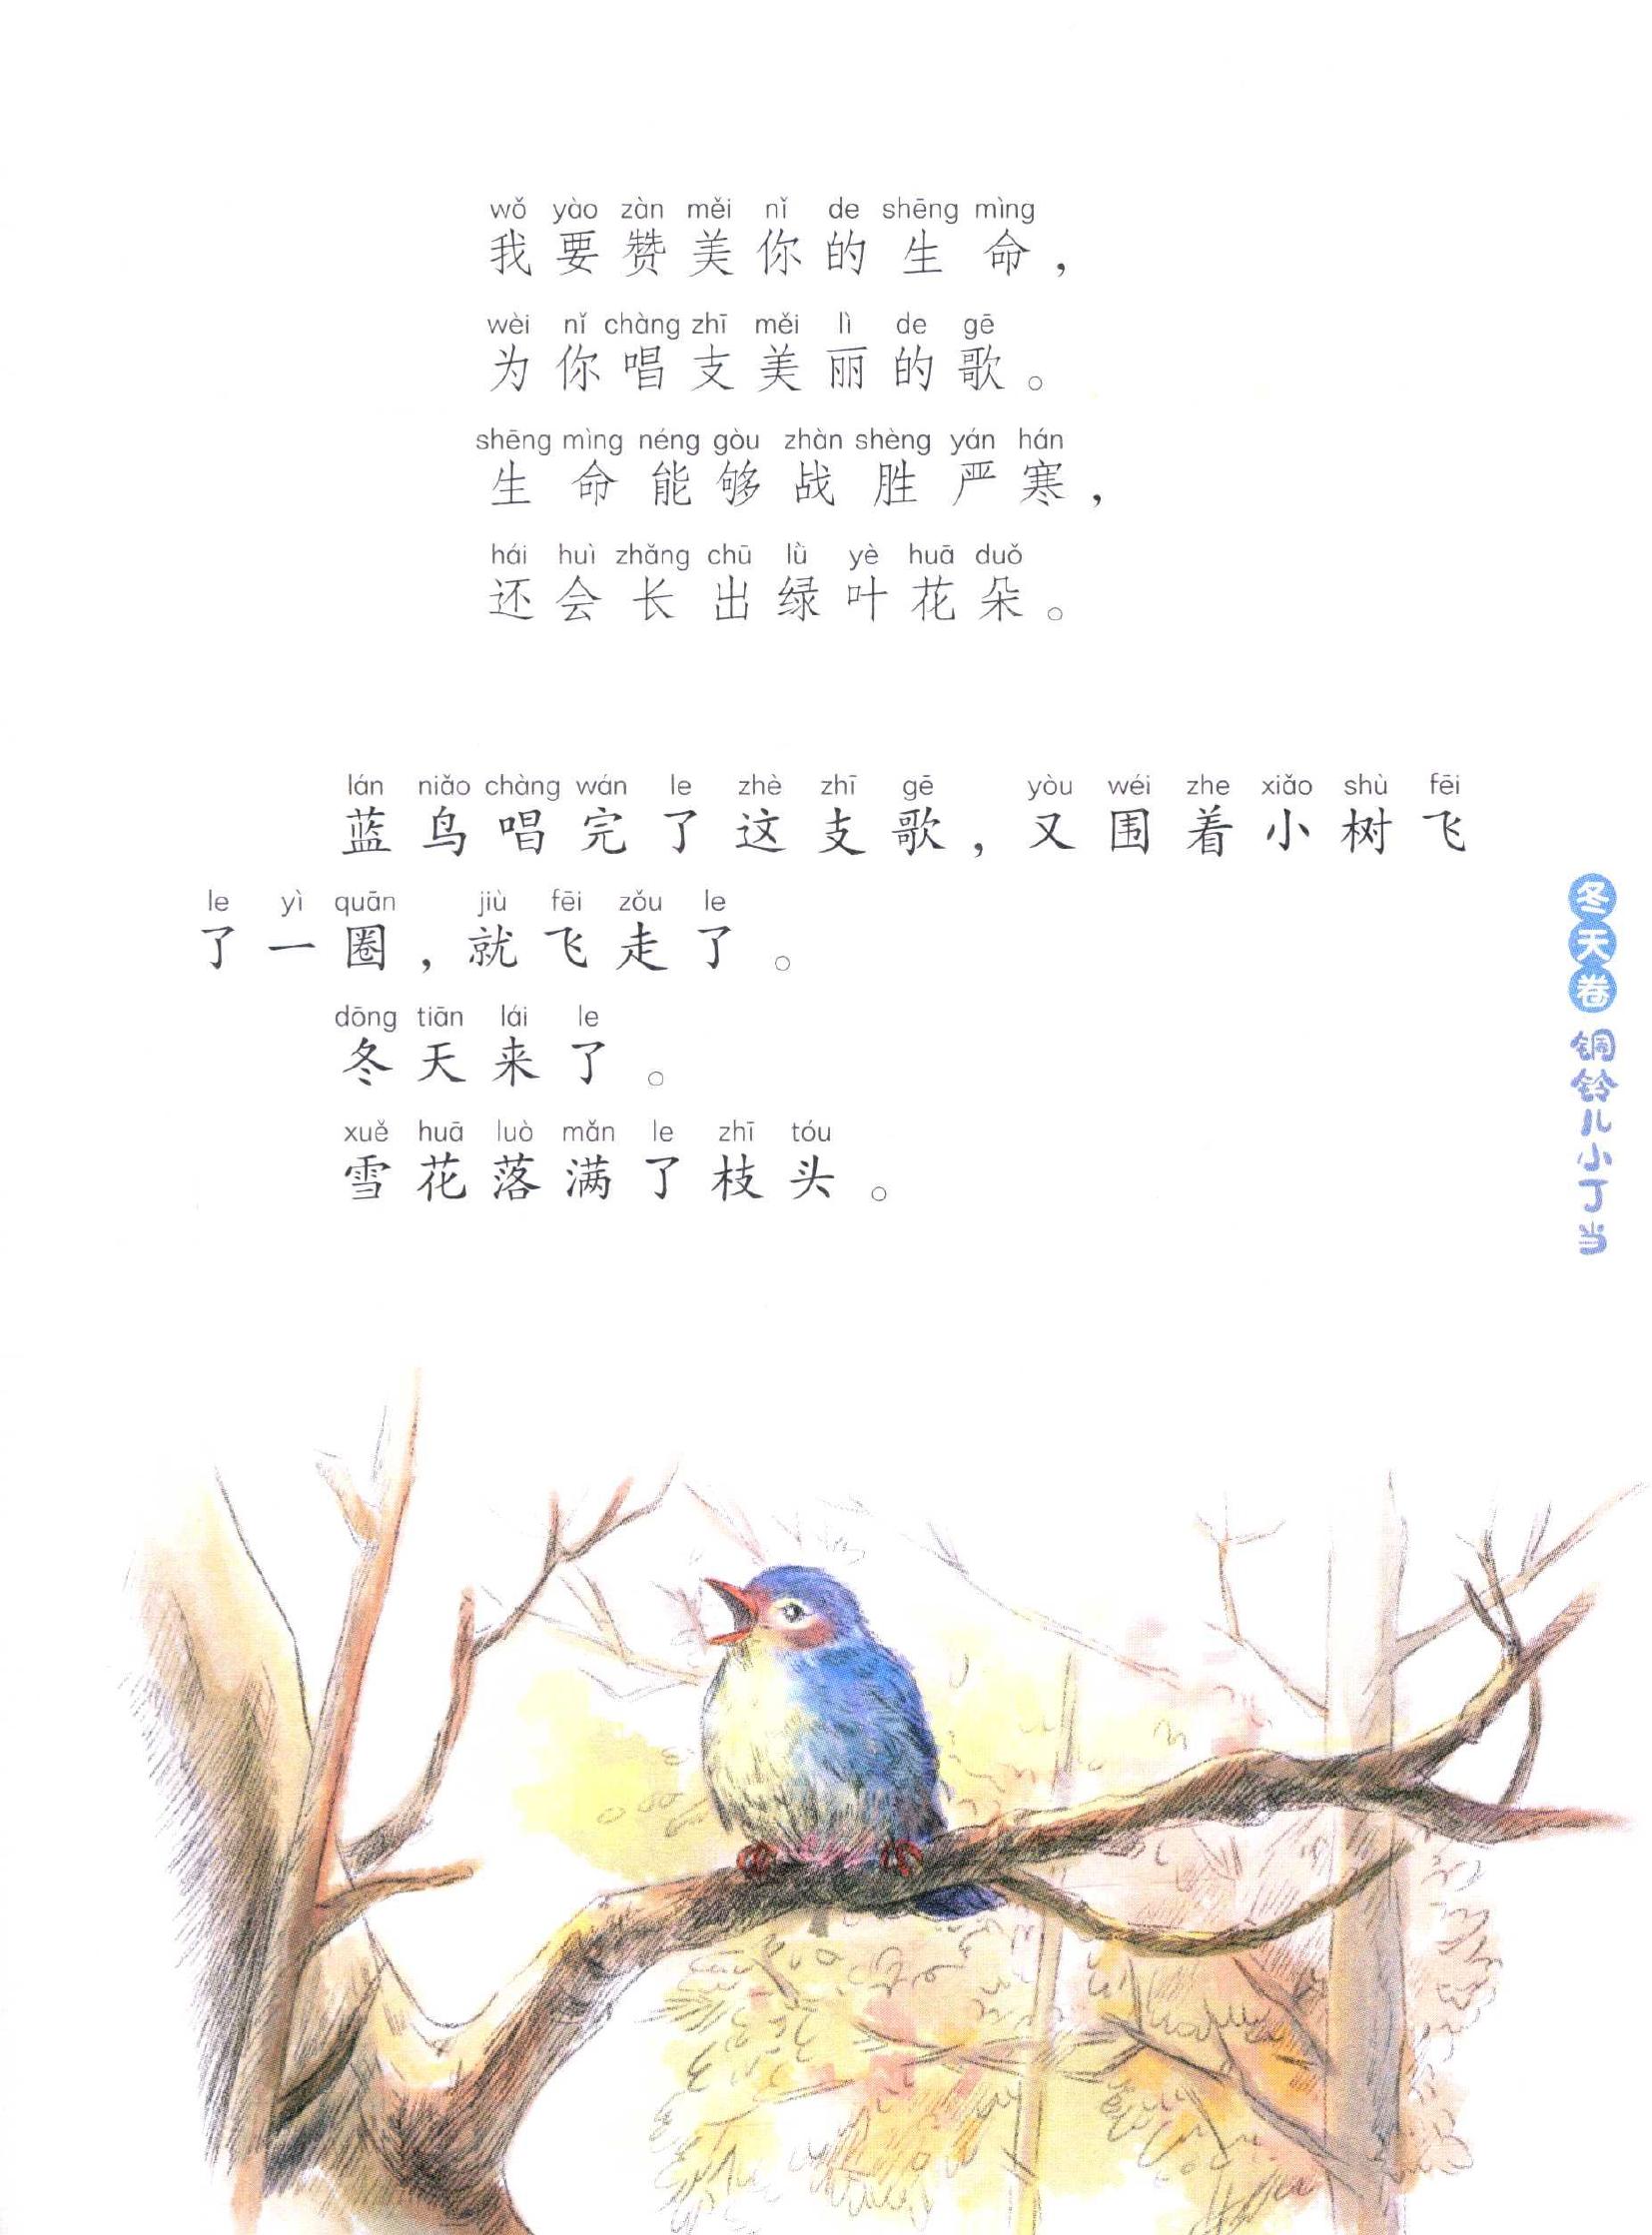 wǒ yào zàn měi nǐ de shēng mìng
我要赞美你的生命，
wèi nǐ chàng zhī měi lì de gē
为你唱支美丽的歌。
shēng mìng néng gòu zhàn shèng yán hán
生命能够战胜严寒，
hái huì zhǎng chū lǜ yè huā duǒ
还会长出绿叶花朵。
lán niǎo chàng wán le zhè zhī gē yòu wéi zhe xiǎo shù fēi
蓝鸟唱完了这支歌，又围着小树飞
le yì quān jiù fēi zǒu le
了一圈，就飞走了。
dōng tiān lái le
冬天来了。
xuě huā luò mǎn le zhī tóu
雪花落满了枝头。
冬天卷
铜铃儿小丁当